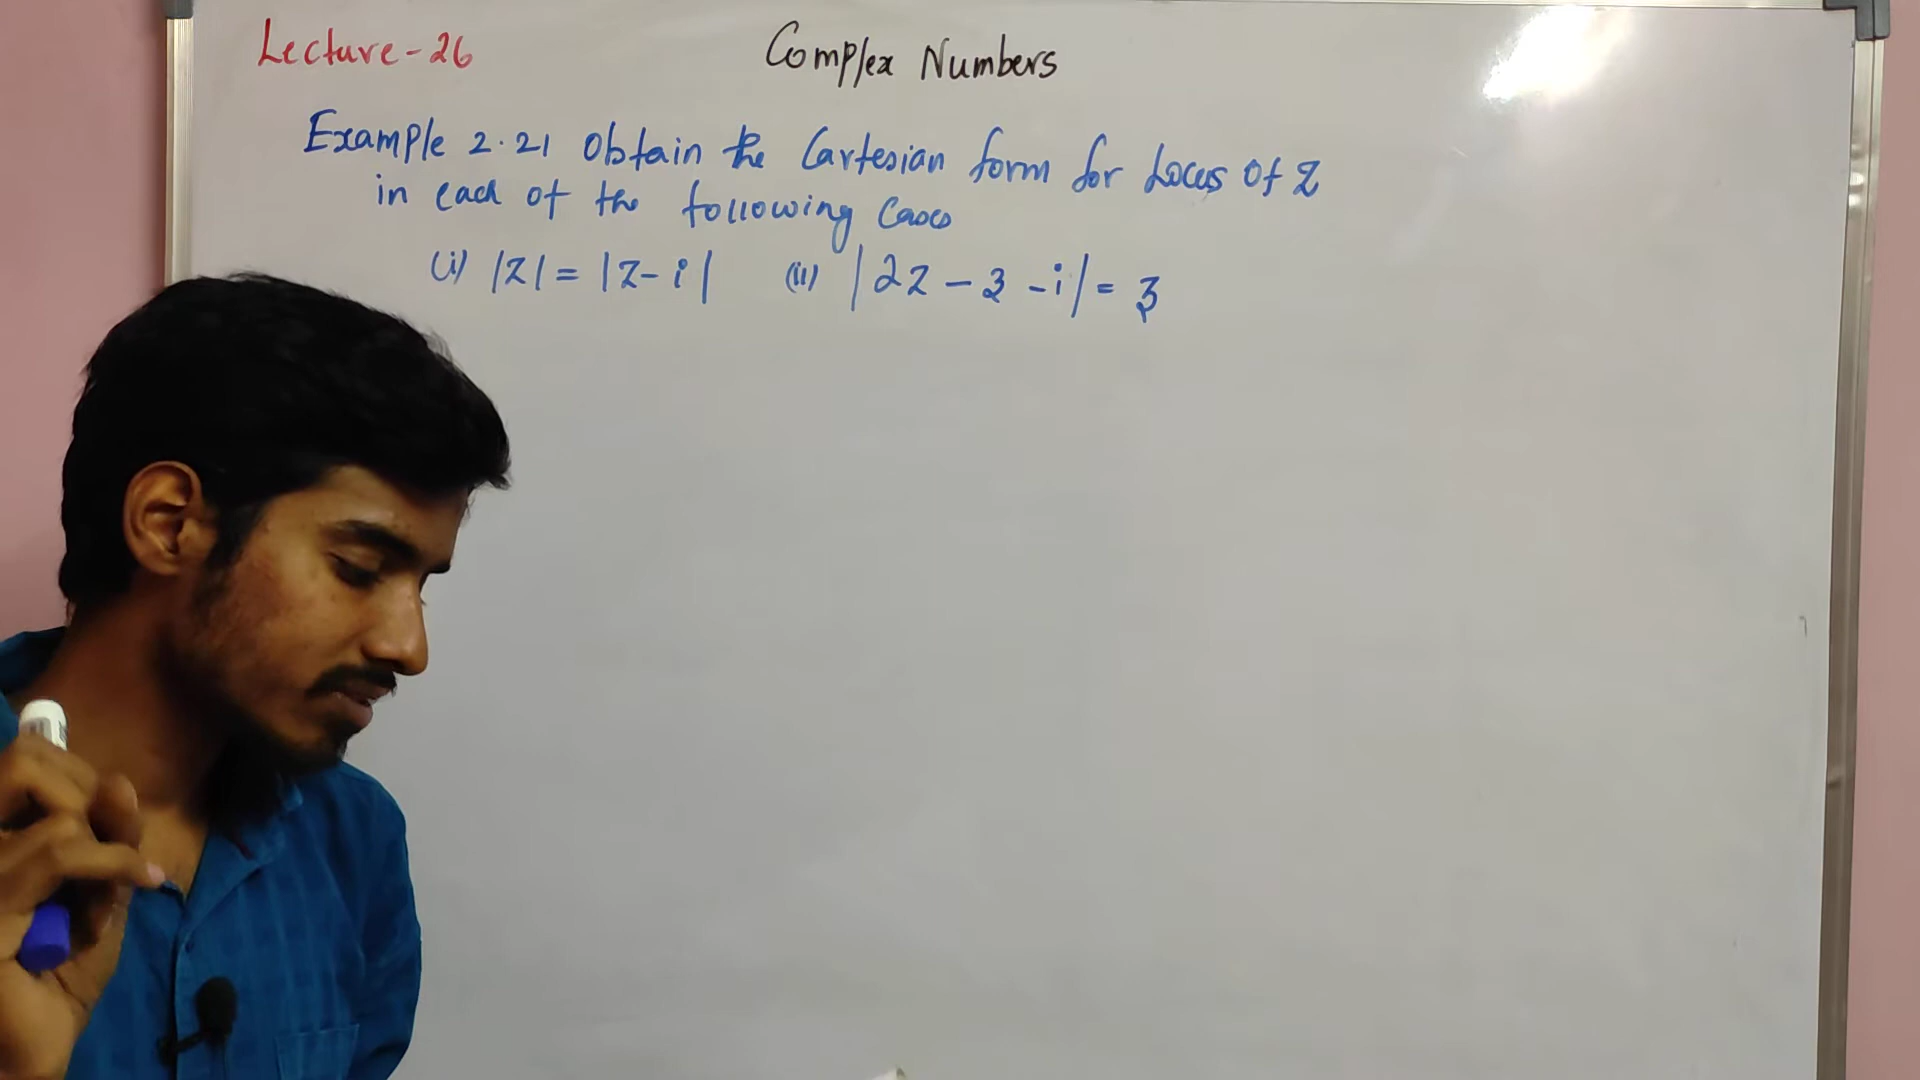 Lecture-26
Complex Numbers
Example 2.21 Obtain the Cartesian form for Locus of Z
in each of the following Cases
(i) |Z| = |Z - i| (ii) |2Z - 3 - i| = 3